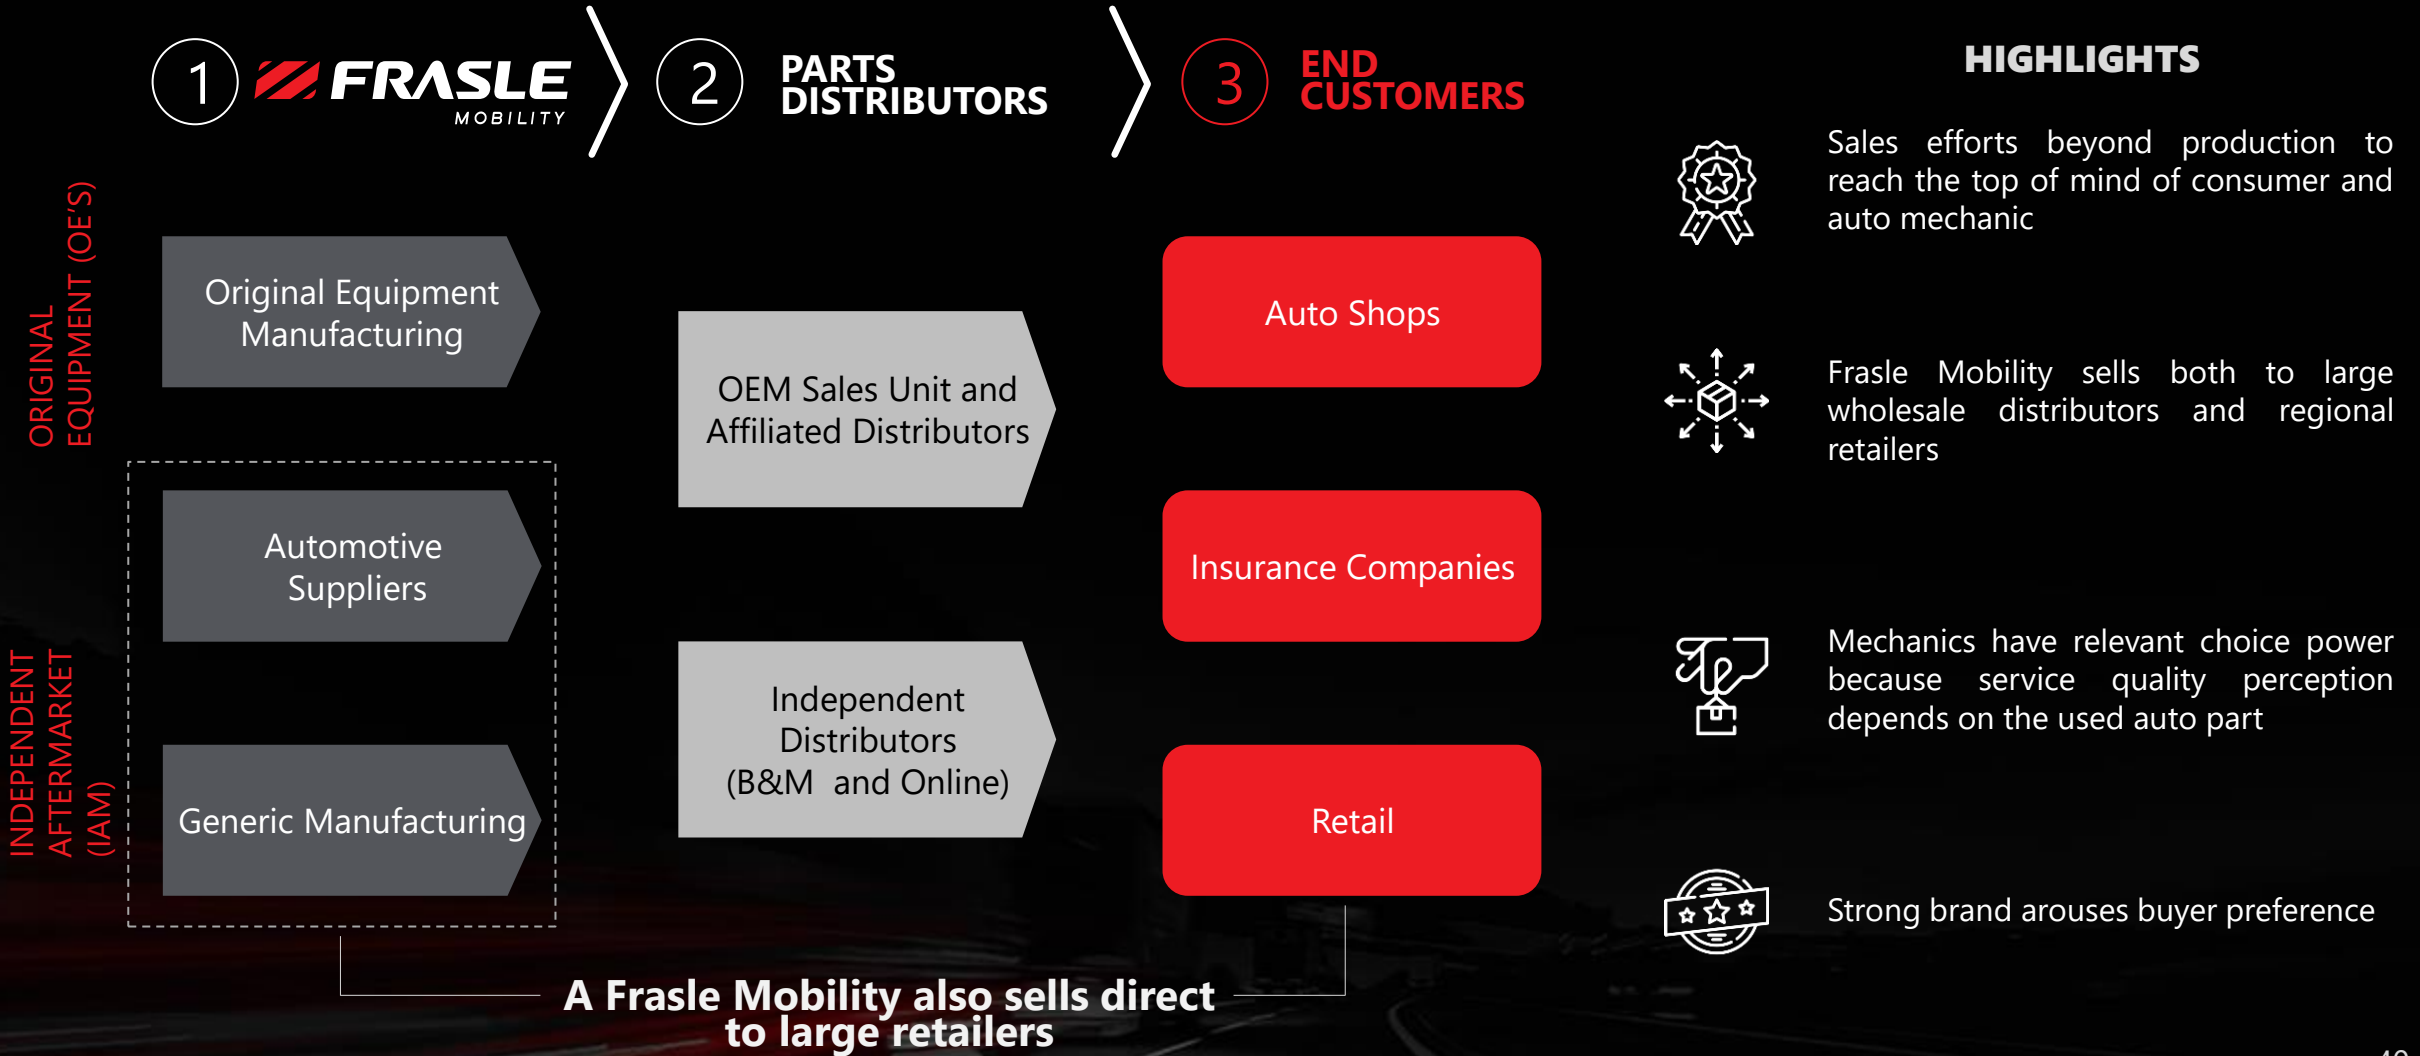 1
FRASLE
MOBILITY
2
PARTS
DISTRIBUTORS
3
END
CUSTOMERS
HIGHLIGHTS
ORIGINAL
EQUIPMENT (OE'S)
Original Equipment
Manufacturing
Automotive
Suppliers
Generic Manufacturing
INDEPENDENT
AFTERMARKET
(IAM)
OEM Sales Unit and
Affiliated Distributors
Independent
Distributors
(B&M and Online)
Auto Shops
Insurance Companies
Retail
A Frasle Mobility also sells direct
to large retailers
Sales efforts beyond production to
reach the top of mind of consumer and
auto mechanic
Frasle Mobility sells both to large
wholesale distributors and regional
retailers
Mechanics have relevant choice power
because service quality perception
depends on the used auto part
Strong brand arouses buyer preference